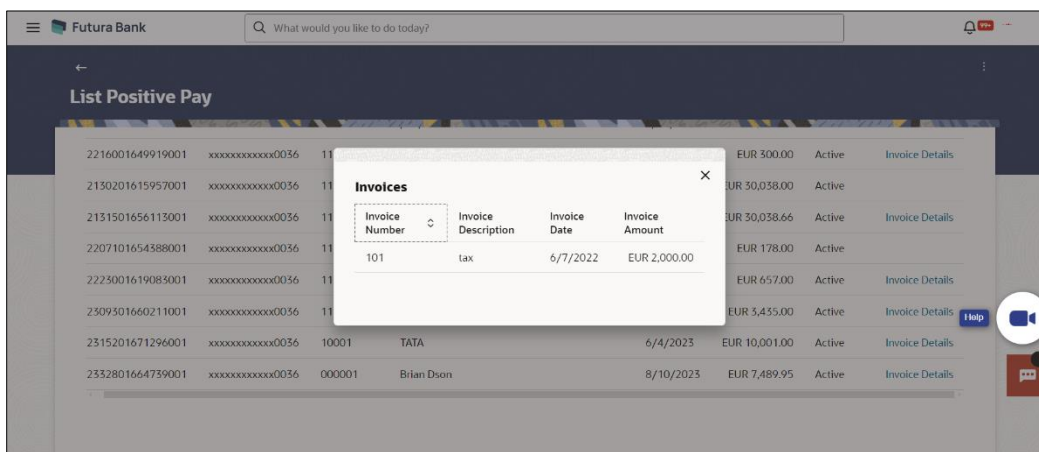 Futura Bank
What would you like to do today?
99+
List Positive Pay
2216001649919001 xxxxxxxxxxxx0036 11 EUR 300.00 Active Invoice Details
2130201615957001 xxxxxxxxxxxx0036 11 EUR 30,038.00 Active
2131501656113001 xxxxxxxxxxxx0036 11 EUR 30,038.66 Active Invoice Details
2207101654388001 xxxxxxxxxxxx0036 11 EUR 178.00 Active
2223001619083001 xxxxxxxxxxxx0036 11 EUR 657.00 Active Invoice Details
2309301660211001 xxxxxxxxxxxx0036 11 EUR 3,435.00 Active Invoice Details
2315201671296001 xxxxxxxxxxxx0036 10001 TATA 6/4/2023 EUR 10,001.00 Active Invoice Details
2332801664739001 xxxxxxxxxxxx0036 000001 Brian Dson 8/10/2023 EUR 7,489.95 Active Invoice Details
Invoices
Invoice Number Invoice Description Invoice Date Invoice Amount
101 tax 6/7/2022 EUR 2,000.00
Help